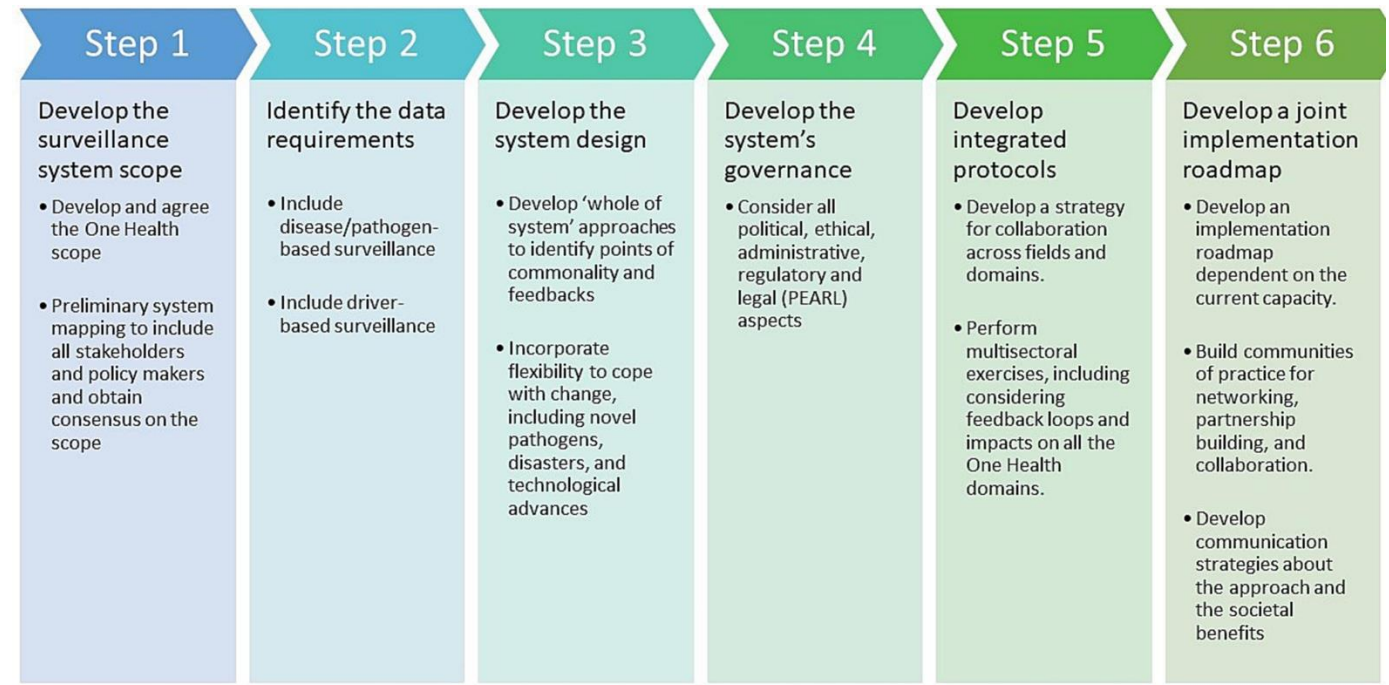 Step 1
Develop the
surveillance
system scope
• Develop and agree
the One Health
scope
• Preliminary system
mapping to include
all stakeholders
and policy makers
and obtain
consensus on the
scope
Step 2
Identify the data
requirements
• Include
disease/pathogen-
based surveillance
• Include driver-
based surveillance
Step 3
Develop the
system design
• Develop ‘whole of
system’ approaches
to identify points of
commonality and
feedbacks
• Incorporate
flexibility to cope
with change,
including novel
pathogens,
disasters, and
technological
advances
Step 4
Develop the
system’s
governance
• Consider all
political, ethical,
administrative,
regulatory and
legal (PEARL)
aspects
Step 5
Develop
integrated
protocols
• Develop a strategy
for collaboration
across fields and
domains.
• Perform
multisectoral
exercises, including
considering
feedback loops and
impacts on all the
One Health
domains.
Step 6
Develop a joint
implementation
roadmap
• Develop an
implementation
roadmap
dependent on the
current capacity.
• Build communities
of practice for
networking,
partnership
building, and
collaboration.
• Develop
communication
strategies about
the approach and
the societal
benefits